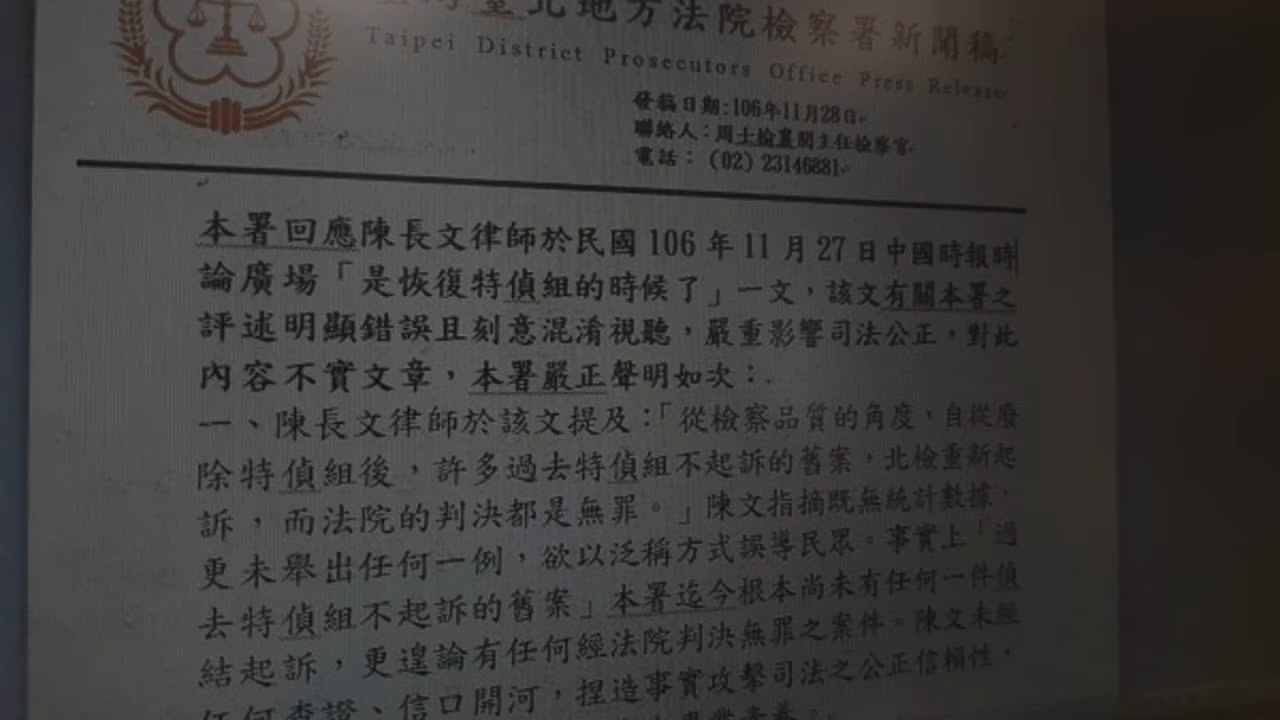 臺北地方法院檢察署新聞稿
Taipei District Prosecutors Office Press Release
發稿日期:106年11月28日
聯絡人：周士榆襄閱主任檢察官
電話：（02）23146881
本署回應陳長文律師於民國 106 年 11 月 27 日中國時報時
論廣場「是恢復特偵組的時候了」一文，該文有關本署之
評述明顯錯誤且刻意混淆視聽，嚴重影響司法公正，對此
內容不實文章，本署嚴正聲明如次：
一、陳長文律師於該文提及：「從檢察品質的角度，自從廢
除特偵組後，許多過去特偵組不起訴的舊案，北檢重新起
訴，而法院的判決都是無罪。」陳文指摘既無統計數據，
更未舉出任何一例，欲以泛稱方式誤導民眾。事實上「過
去特偵組不起訴的舊案」本署迄今根本尚未有任何一件偵
結起訴，更遑論有任何經法院判決無罪之案件。陳文未經
任何查證、信口開河，捏造事實攻擊司法之公正信賴性，